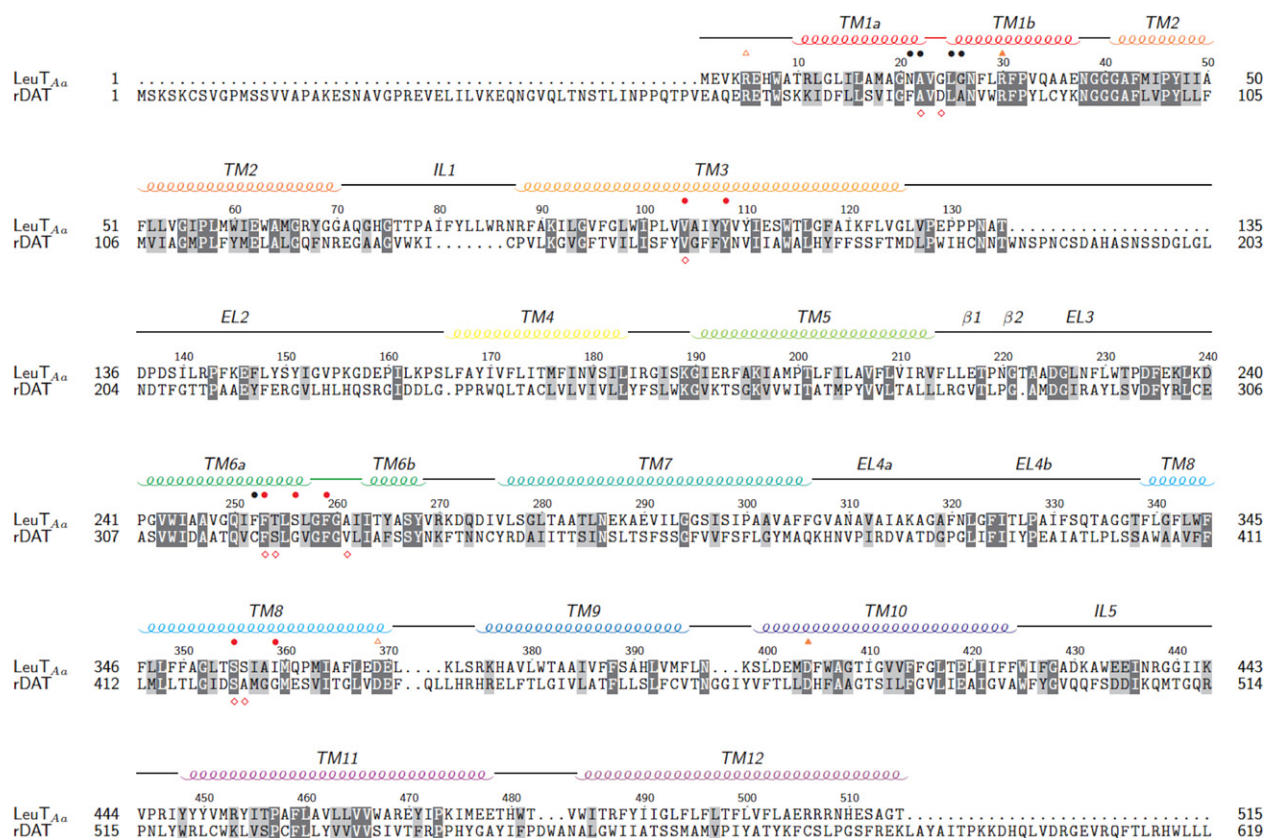 TM1a TM1b TM2
10 20 30 40 50
LeuT_Aa 1 .......................................................MEVKREHWATRLGLILAMAGNAVGLGNFLRFPVQAAENGGGAFMIPYIIA 50
rDAT 1 MSKSKCSVGPMSSVVAPAKESNAVGPREVELILVKEQNGVQLTNSTLINPPQTPVEAQERETWSKKIDFLLSVIGFAVDLANVWRFPYLCYKNGGGAFLVPYLLF 105
TM2 IL1 TM3
60 70 80 90 100 110 120 130
LeuT_Aa 51 FLLVGIPLMWIEWAMGRYGGAQGHGTTPAIFYLLWRNRFAKILGVFGLWIPLVVAIYYVYIESWTLGFAIKFLVGLVPEPPPNAT.................... 135
rDAT 106 MVIAGMPLFYMELALGQFNREGAAGVWKI.......CPVLKGVGFTVILISFYVGFFYNVIIAWALHYFFSSFTMDLPWIHCNNTWNSPNCSDAHASNSSDGLGL 203
EL2 TM4 TM5 β1 β2 EL3
140 150 160 170 180 190 200 210 220 230 240
LeuT_Aa 136 DPDSILRPFKEFLYSYIGVPKGDEPILKPSLFAYIVFLITMFINVSILIRGISKGIERFAKIAMPTLFILAVFLVIRVFLLETPNGTAADGLNFLWTPDFEKLKD 240
rDAT 204 NDTFGTTPAAEYFERGVLHLHQSRGIDDLG.PPRWQLTACLVLVIVLLYFSLWKGVKTSGKVVWITATMPYVVLTALLLRGVTLPG.AMDGIRAYLSVDFYRLCE 306
TM6a TM6b TM7 EL4a EL4b TM8
250 260 270 280 290 300 310 320 330 340
LeuT_Aa 241 PGVWIAAVGQIFFTLSLGFGAIITYASYVRKDQDIVLSGLTAATLNEKAEVILGGSISIPAAVAFFGVANAVAIAKAGAFNLGFITLPAIFSQTAGGTFLGFLWF 345
rDAT 307 ASVWIDAATQVCFSLGVGFGVLIAFSSYNKFTNNCYRDAIITTSINSLTSFSSGFVVFSFLGYMAQKHNVPIRDVATDGPGLIFIIYPEAIATLPLSSAWAAVFF 411
TM8 TM9 TM10 IL5
350 360 370 380 390 400 410 420 430 440
LeuT_Aa 346 FLLFFAGLTSSIAIMQPMIAFLEDEL....KLSRKHAVLWTAAIVFFSAHLVMFLN...KSLDEMDFWAGTIGVVFFGLTELIIFFWIFGADKAWEEINRGGIIK 443
rDAT 412 LMLLTLGIDSAMGGMESVITGLVDEF..QLLHRHRELFTLGIVLATFLLSLFCVTNGGIYVFTLLDHFAAGTSILFGVLIEAIGVAWFYGVQQFSDDIKQMTGQR 514
TM11 TM12
450 460 470 480 490 500 510
LeuT_Aa 444 VPRIYYYVMRYITPAFLAVLLVVWAREYIPKIMEETHWT...VWITRFYIIGLFLFLTFLVFLAERRRNHESAGT 515
rDAT 515 PNLYWRLCWKLVSPCFLLYVVVVSIVTFRPPHYGAYIFPDWANALGWIIATSSMAMVPIYATYKFCSLPGSFREKLAYAITPKKDHQLVDRGEVRQFTLRHWLLL 619